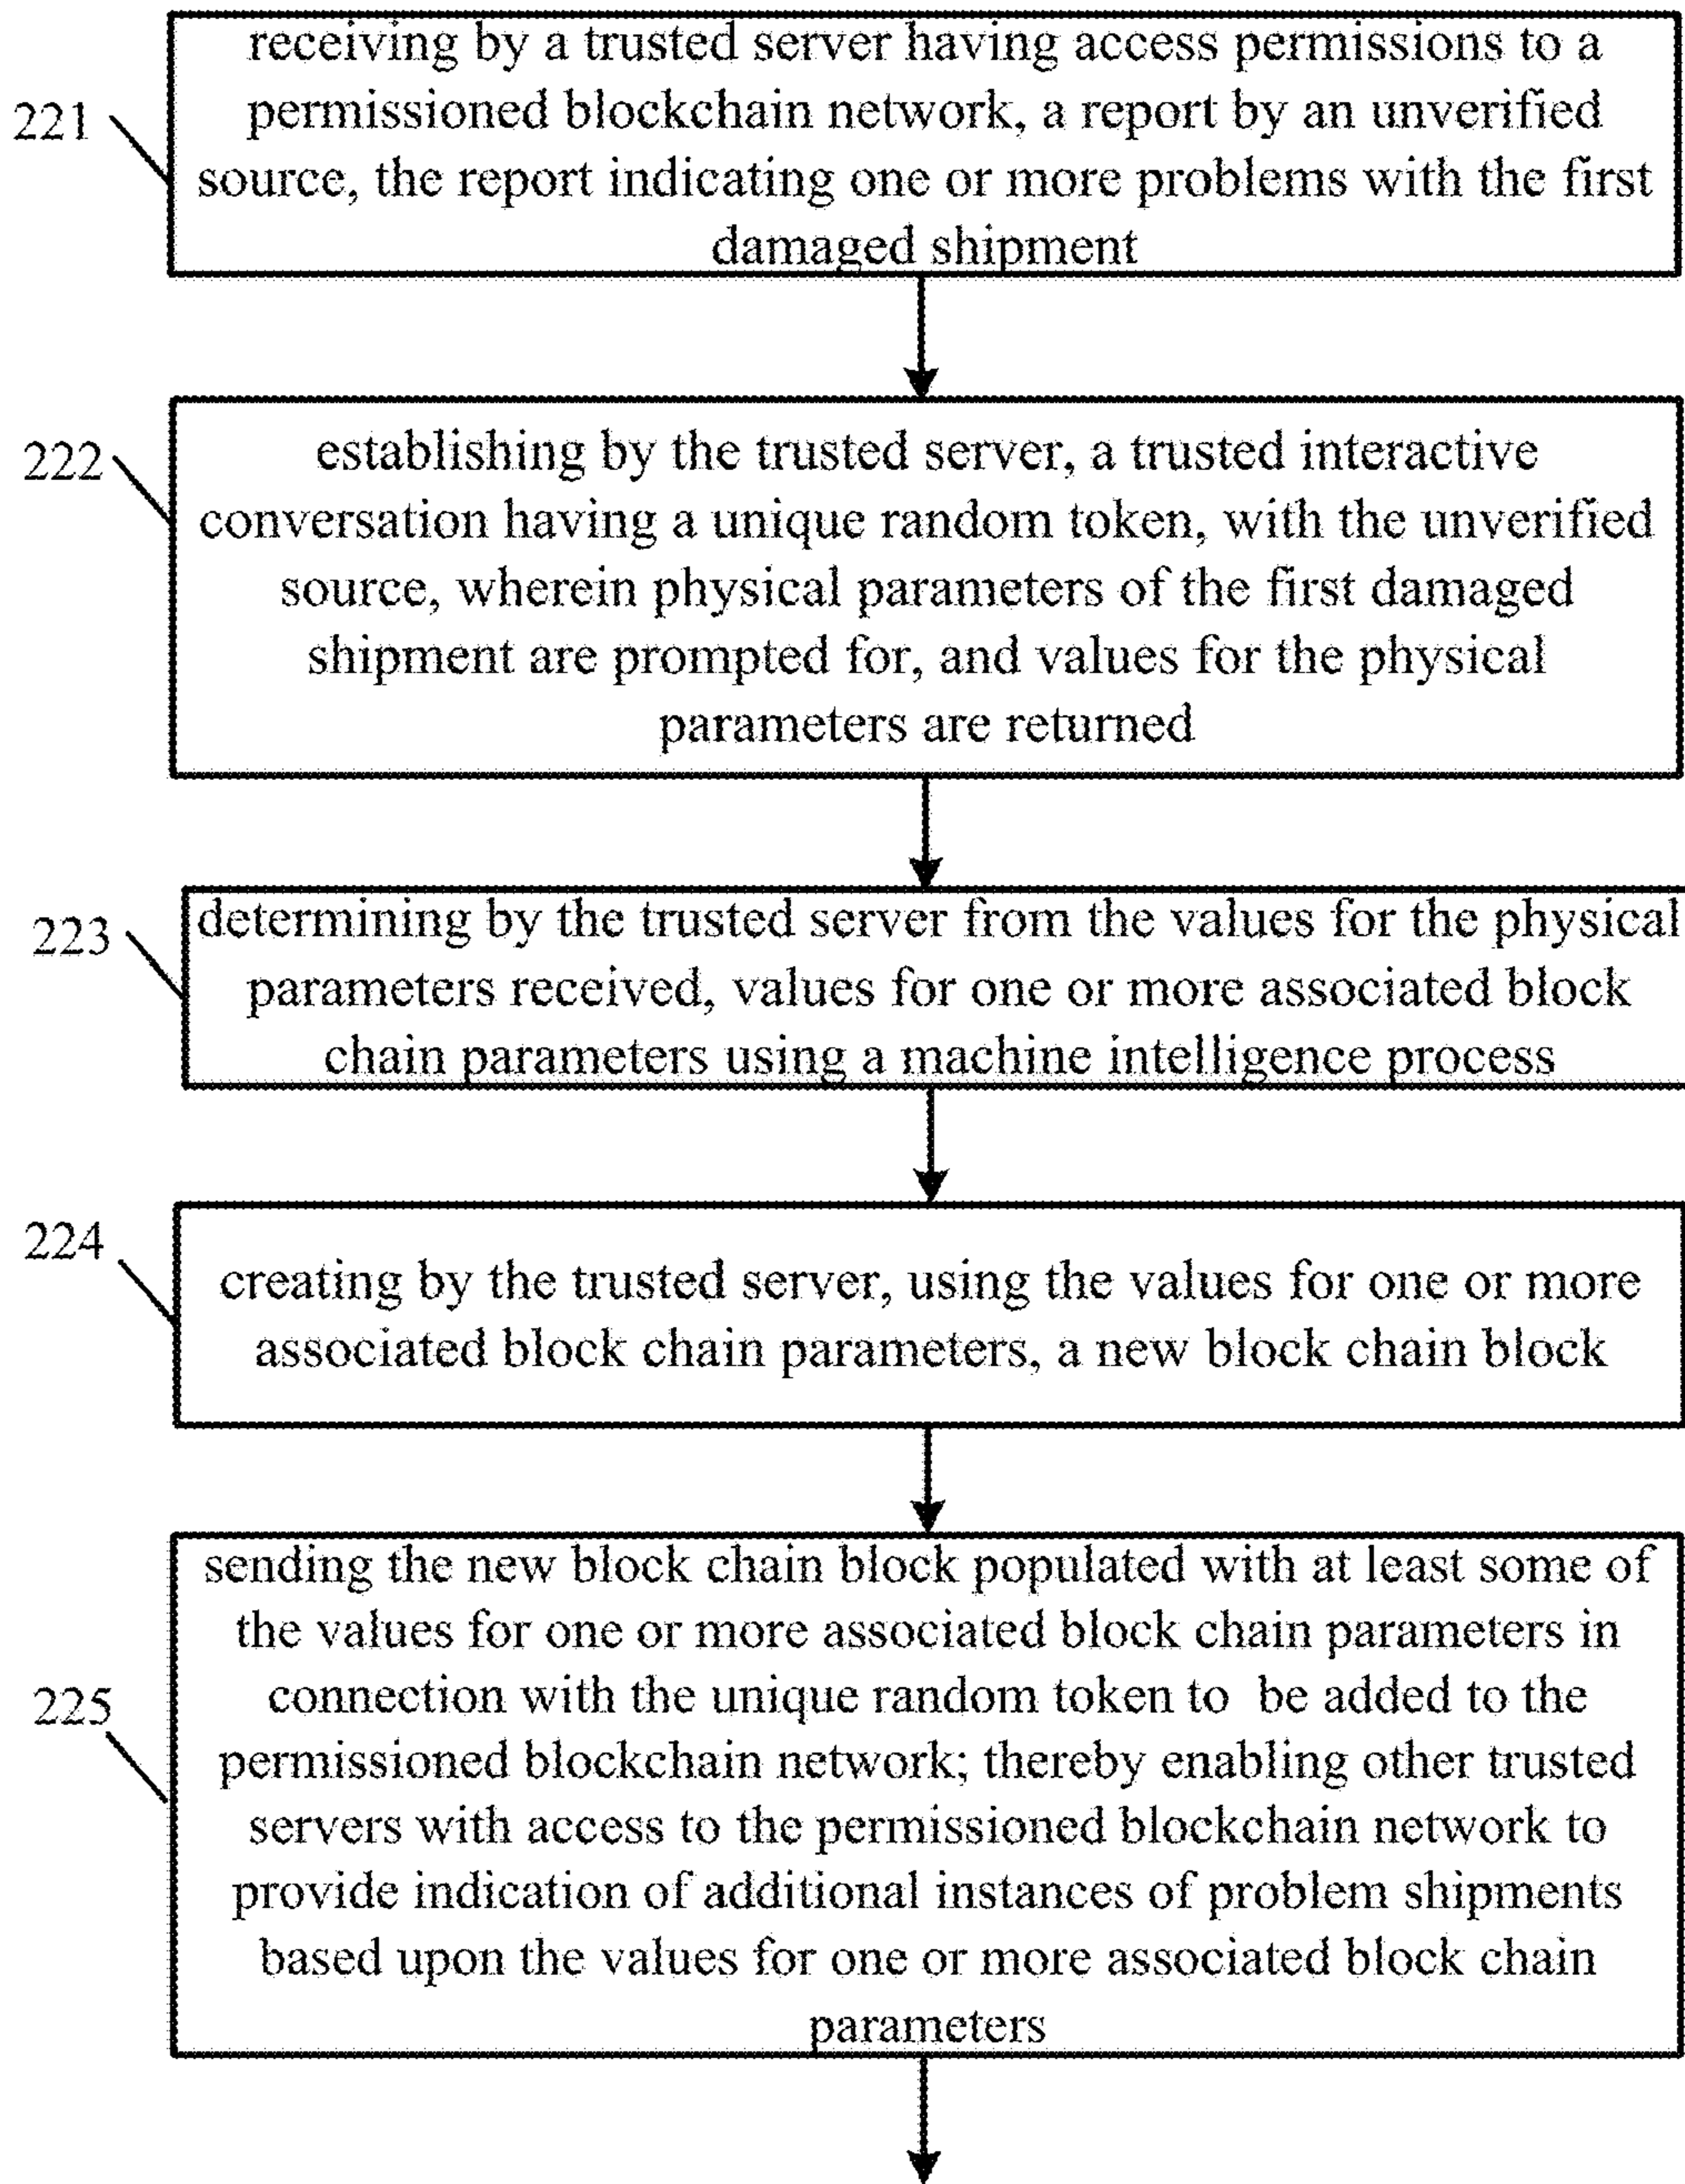 receiving by a trusted server having access permissions to a
221
permissioned blockchain network, a report by an unverified
source, the report indicating one or more problems with the first
damaged shipment
222
establishing by the trusted server, a trusted interactive
conversation having a unique random token, with the unverified
source, wherein physical parameters of the first damaged
shipment are prompted for, and values for the physical
parameters are returned
223
determining by the trusted server from the values for the physical
parameters received, values for one or more associated block
chain parameters using a machine intelligence process
224
creating by the trusted server, using the values for one or more
associated block chain parameters, a new block chain block
sending the new block chain block populated with at least some of
the values for one or more associated block chain parameters in
connection with the unique random token to be added to the
225
permissioned blockchain network; thereby enabling other trusted
servers with access to the permissioned blockchain network to
provide indication of additional instances of problem shipments
based upon the values for one or more associated block chain
parameters